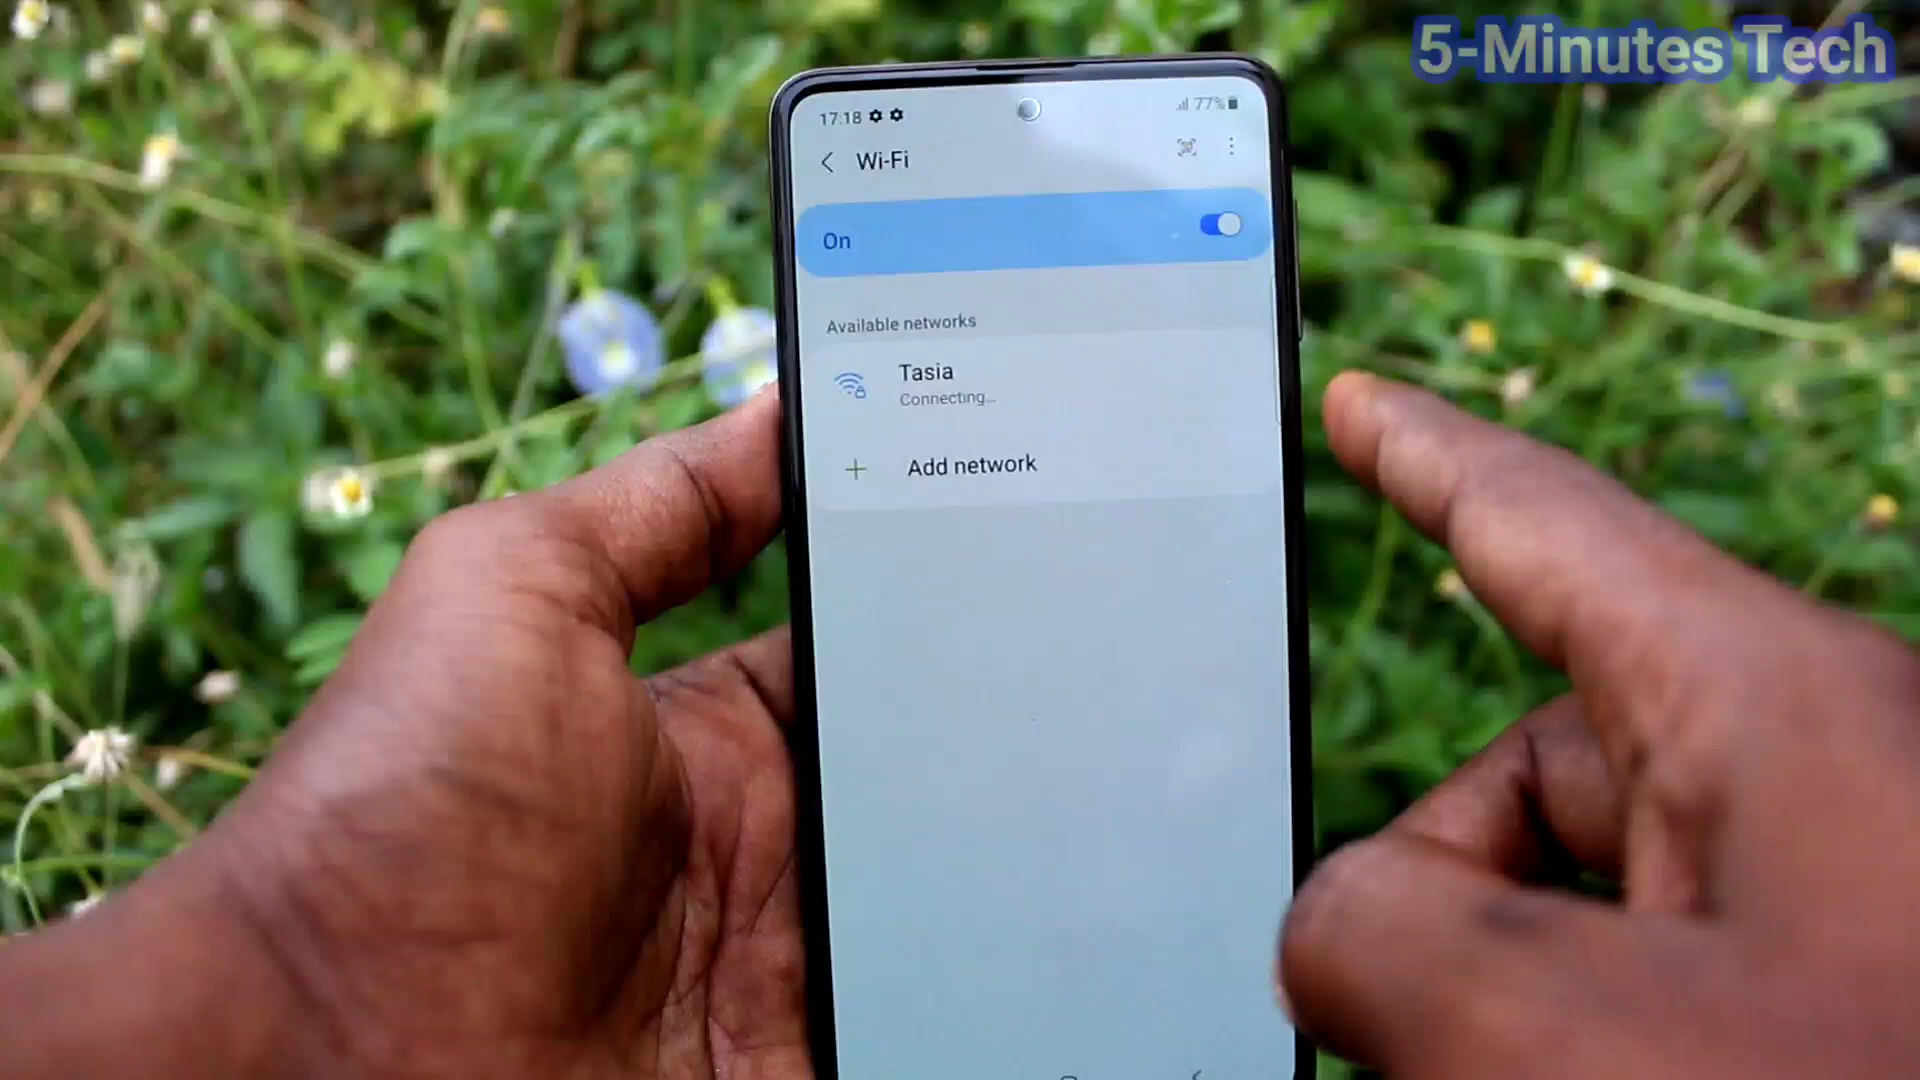 5-Minutes Tech
17:18
77%
Wi-Fi
On
Available networks
Tasia
Connecting...
Add network